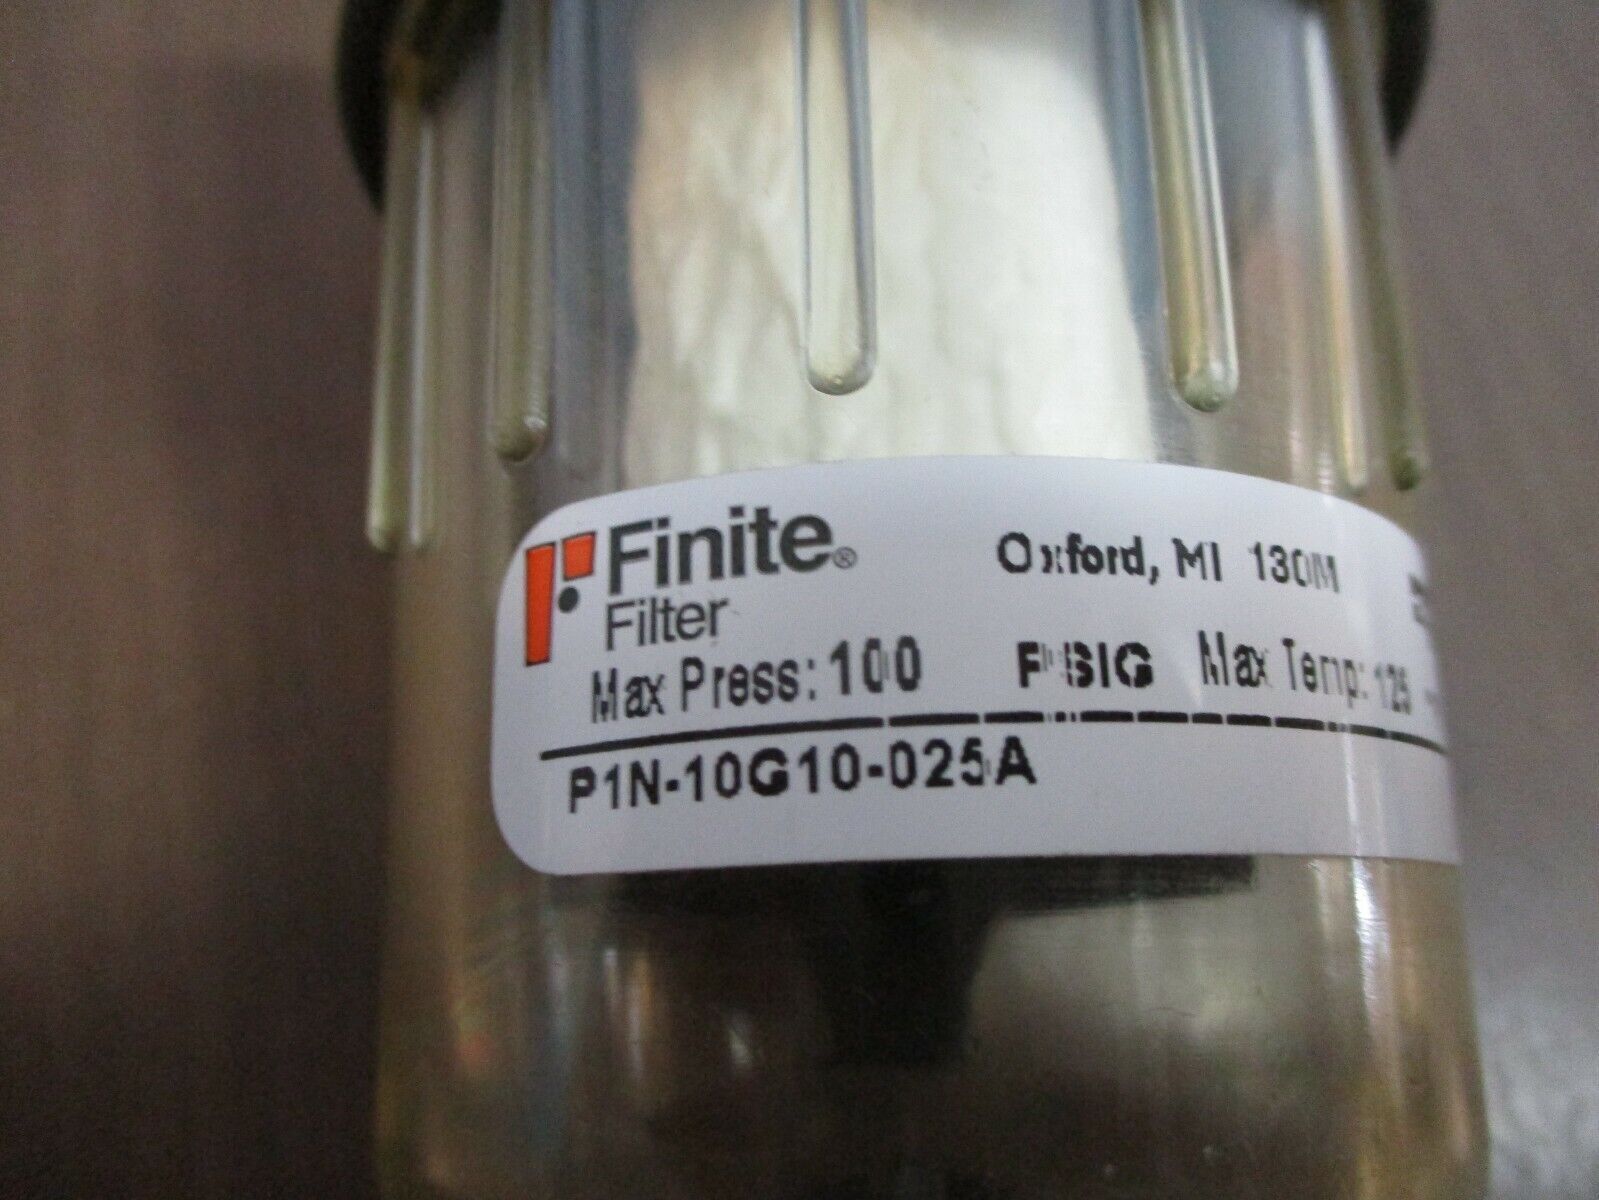 Finite®
Filter
Oxford, MI 130M
Max Press: 100 PSIG Max Temp: 125
P1N-10G10-025A